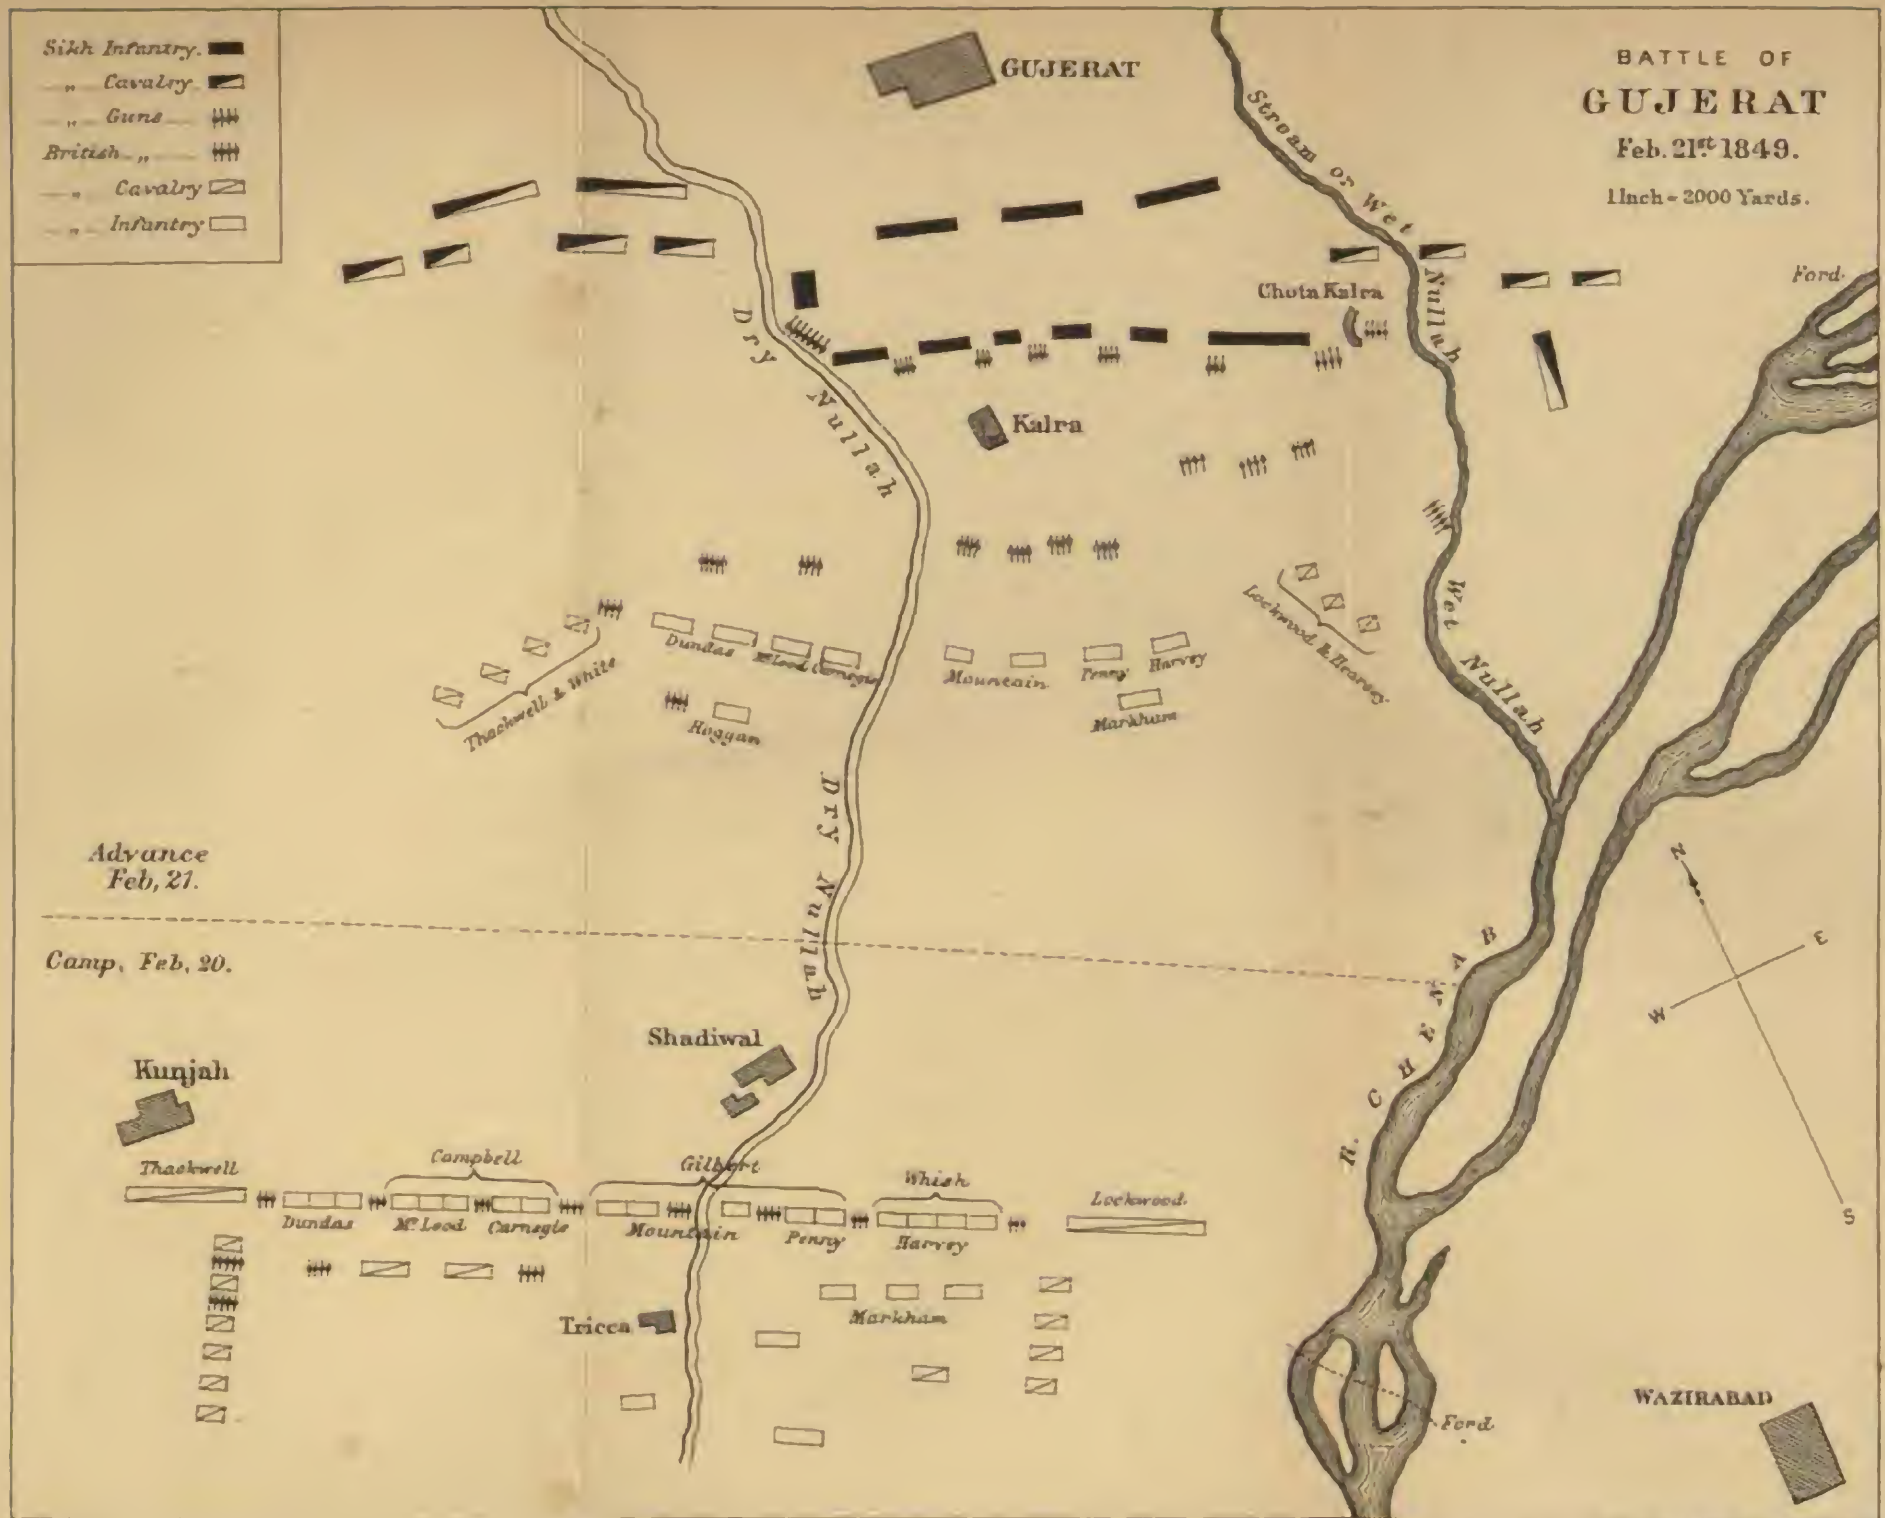 Sikh Infantry.
„ Cavalry
„ Guns
British „
„ Cavalry
„ Infantry
BATTLE OF
GUJERAT
Feb. 21st. 1849.
1 Inch = 2000 Yards.
GUJERAT
Stream or Wet Nullah
Ford.
Chota Kalra
Dry Nullah
Kalra
Wet Nullah
Thackwell & White
Dundas
McLeod
Carnegie
Hoggan
Mountain
Penny
Harvey
Markham
Lockwood & Hearsey
Dry Nullah
Advance
Feb, 21.
Camp, Feb, 20.
N
E
W
S
R. CHENAB
Kunjah
Shadiwal
Thackwell
Campbell
Gilbert
Whish
Lockwood.
Dundas
McLeod
Carnegie
Mountain
Penny
Harvey
Markham
Tricca
Ford.
WAZIRABAD